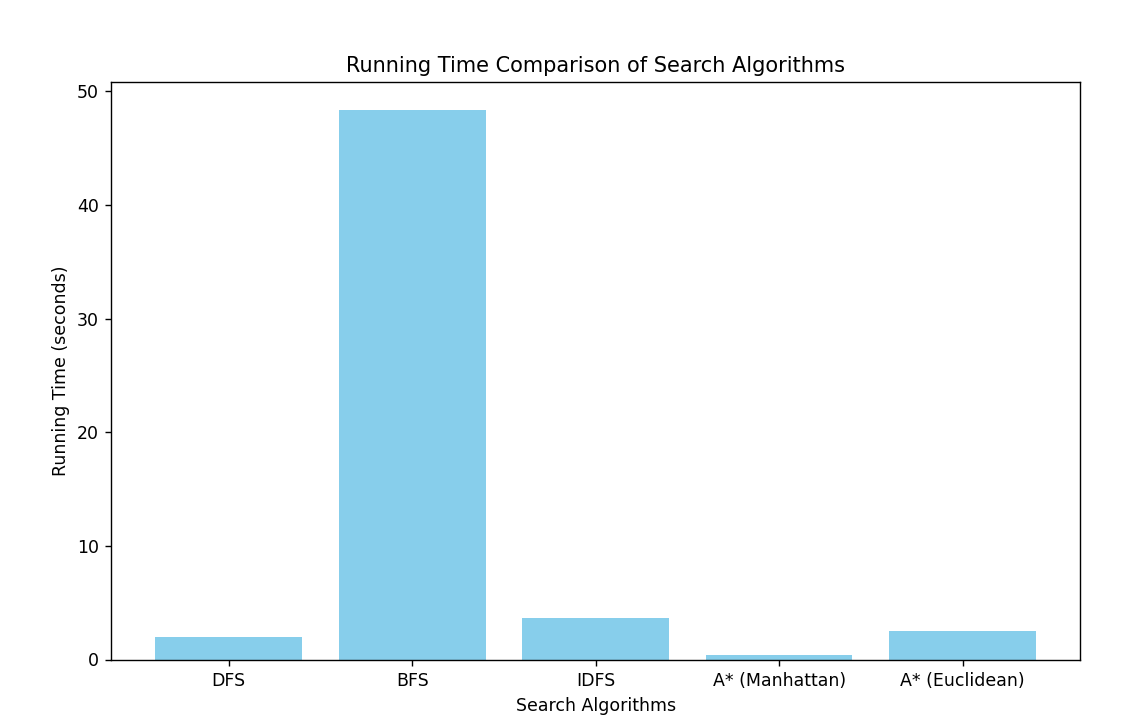 Running Time Comparison of Search Algorithms
50
40
30
20
10
0
Running Time (seconds)
DFS
BFS
IDFS
A* (Manhattan)
A* (Euclidean)
Search Algorithms